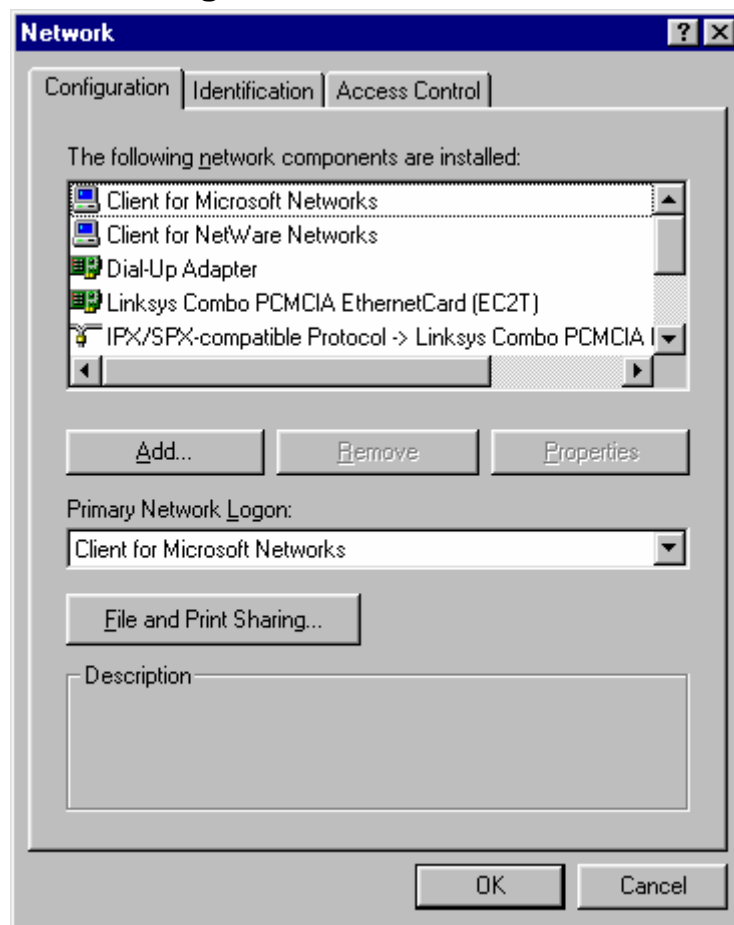 Network
Configuration Identification Access Control
The following network components are installed:
Client for Microsoft Networks
Client for NetWare Networks
Dial-Up Adapter
Linksys Combo PCMCIA EthernetCard (EC2T)
IPX/SPX-compatible Protocol -> Linksys Combo PCMCIA
Add... Remove Properties
Primary Network Logon:
Client for Microsoft Networks
File and Print Sharing...
Description
OK Cancel